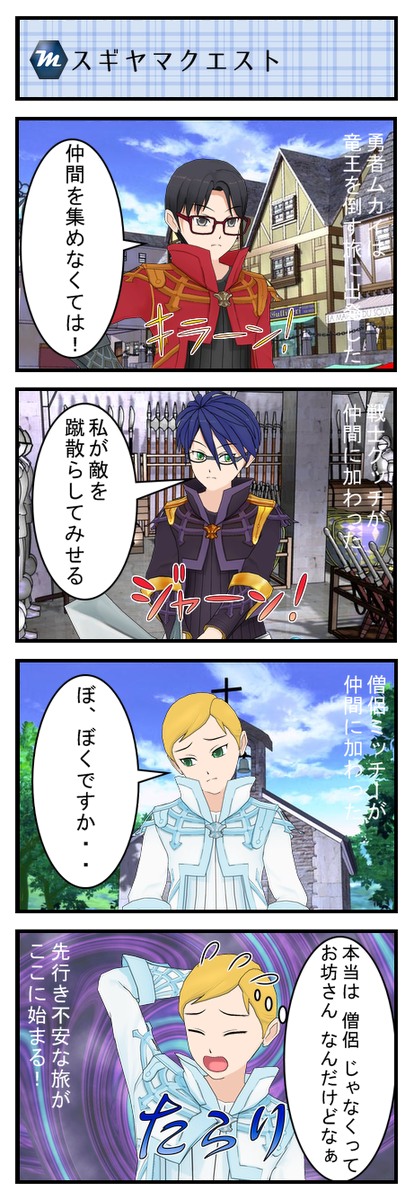 m スギヤマクエスト
勇者ムカイは
竜王を倒す旅に出発した
仲間を集めなくては!
キラーン!
戦士グッチが
仲間に加わった
私が敵を
蹴散らしてみせる
ジャーン!
僧侶ミッチーが
仲間に加わった
ぼ、ぼくですか・・
本当は 僧侶 じゃなくって
お坊さん なんだけどなぁ
たらり
先行き不安な旅が
ここに始まる!